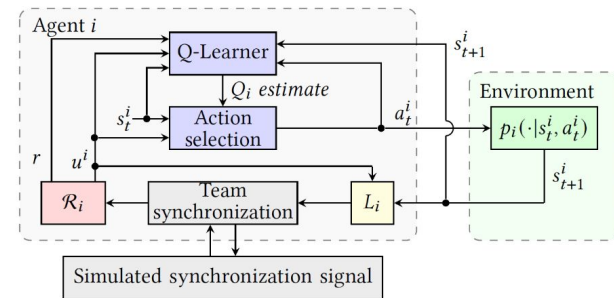 Agent i
Q-Learner
s^i_{t+1}
Q_i estimate
Environment
s^i_t
Action
selection
a^i_t
p_i(·|s^i_t, a^i_t)
r
u^i
s^i_{t+1}
R_i
Team
synchronization
L_i
Simulated synchronization signal